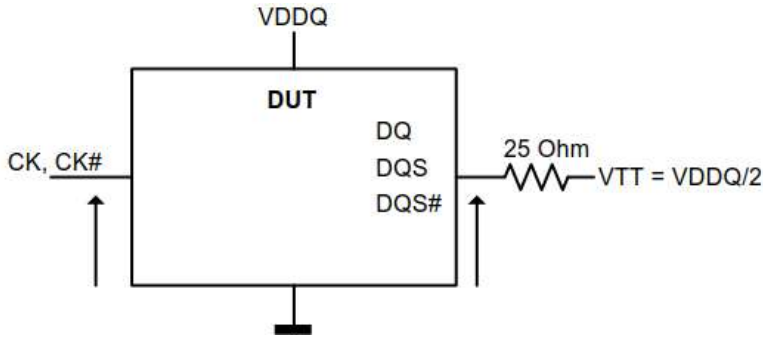 VDDQ
DUT
DQ
25 Ohm
CK, CK#
DQS
VTT = VDDQ/2
DQS#